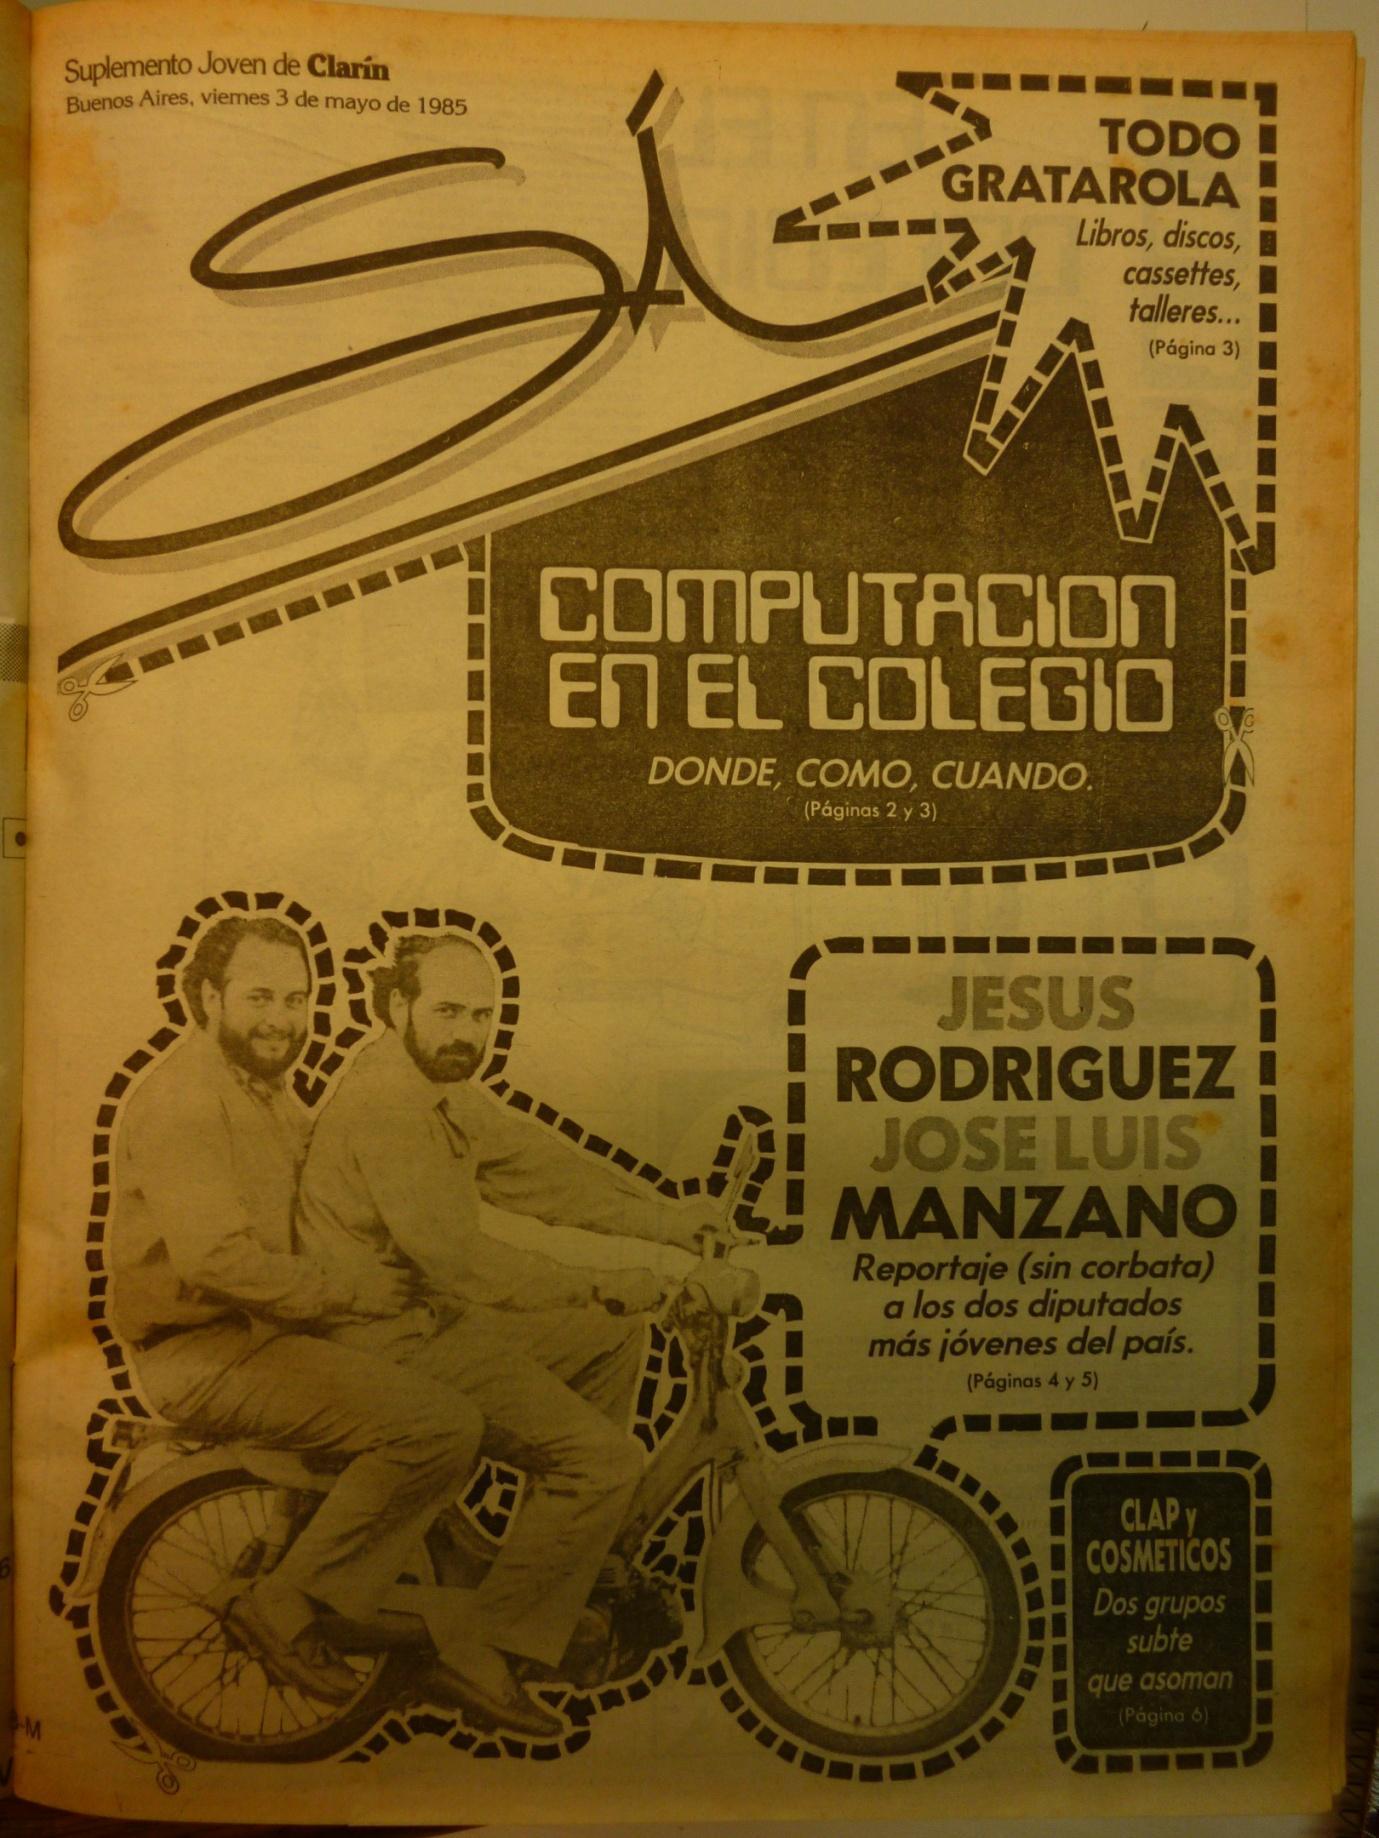 Suplemento Joven de Clarín
Buenos Aires, viernes 3 de mayo de 1985
Sí
TODO
GRATAROLA
Libros, discos,
cassettes,
talleres...
(Página 3)
COMPUTACION
EN EL COLEGIO
DONDE, COMO, CUANDO.
(Páginas 2 y 3)
JESUS
RODRIGUEZ
JOSE LUIS
MANZANO
Reportaje (sin corbata)
a los dos diputados
más jóvenes del país.
(Páginas 4 y 5)
CLAP y
COSMETICOS
Dos grupos
subte
que asoman
(Página 6)